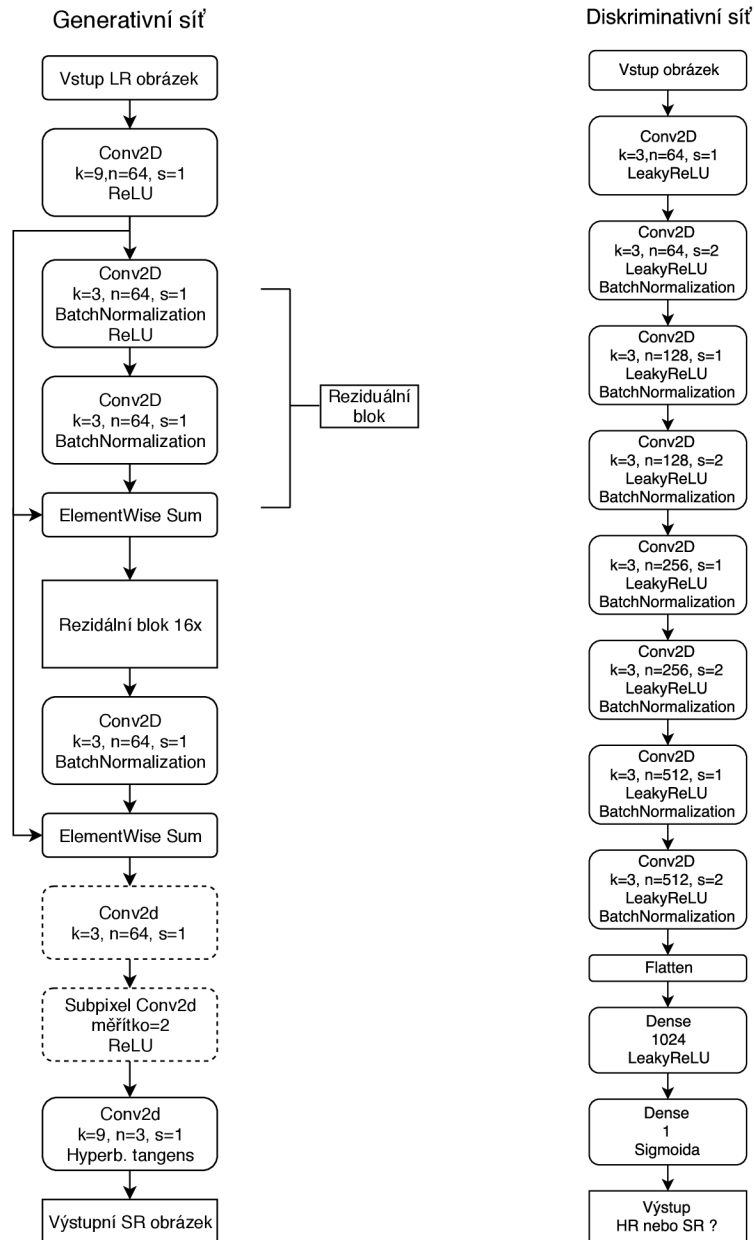 Generativní síť
Vstup LR obrázek
Conv2D
k=9,n=64, s=1
ReLU
Conv2D
k=3, n=64, s=1
BatchNormalization
ReLU
Conv2D
k=3, n=64, s=1
BatchNormalization
ElementWise Sum
Reziduální
blok
Rezidální blok 16x
Conv2D
k=3, n=64, s=1
BatchNormalization
ElementWise Sum
Conv2d
k=3, n=64, s=1
Subpixel Conv2d
měřítko=2
ReLU
Conv2d
k=9, n=3, s=1
Hyperb. tangens
Výstupní SR obrázek
Diskriminativní síť
Vstup obrázek
Conv2D
k=3,n=64, s=1
LeakyReLU
Conv2D
k=3, n=64, s=2
LeakyReLU
BatchNormalization
Conv2D
k=3, n=128, s=1
LeakyReLU
BatchNormalization
Conv2D
k=3, n=128, s=2
LeakyReLU
BatchNormalization
Conv2D
k=3, n=256, s=1
LeakyReLU
BatchNormalization
Conv2D
k=3, n=256, s=2
LeakyReLU
BatchNormalization
Conv2D
k=3, n=512, s=1
LeakyReLU
BatchNormalization
Conv2D
k=3, n=512, s=2
LeakyReLU
BatchNormalization
Flatten
Dense
1024
LeakyReLU
Dense
1
Sigmoida
Výstup
HR nebo SR ?